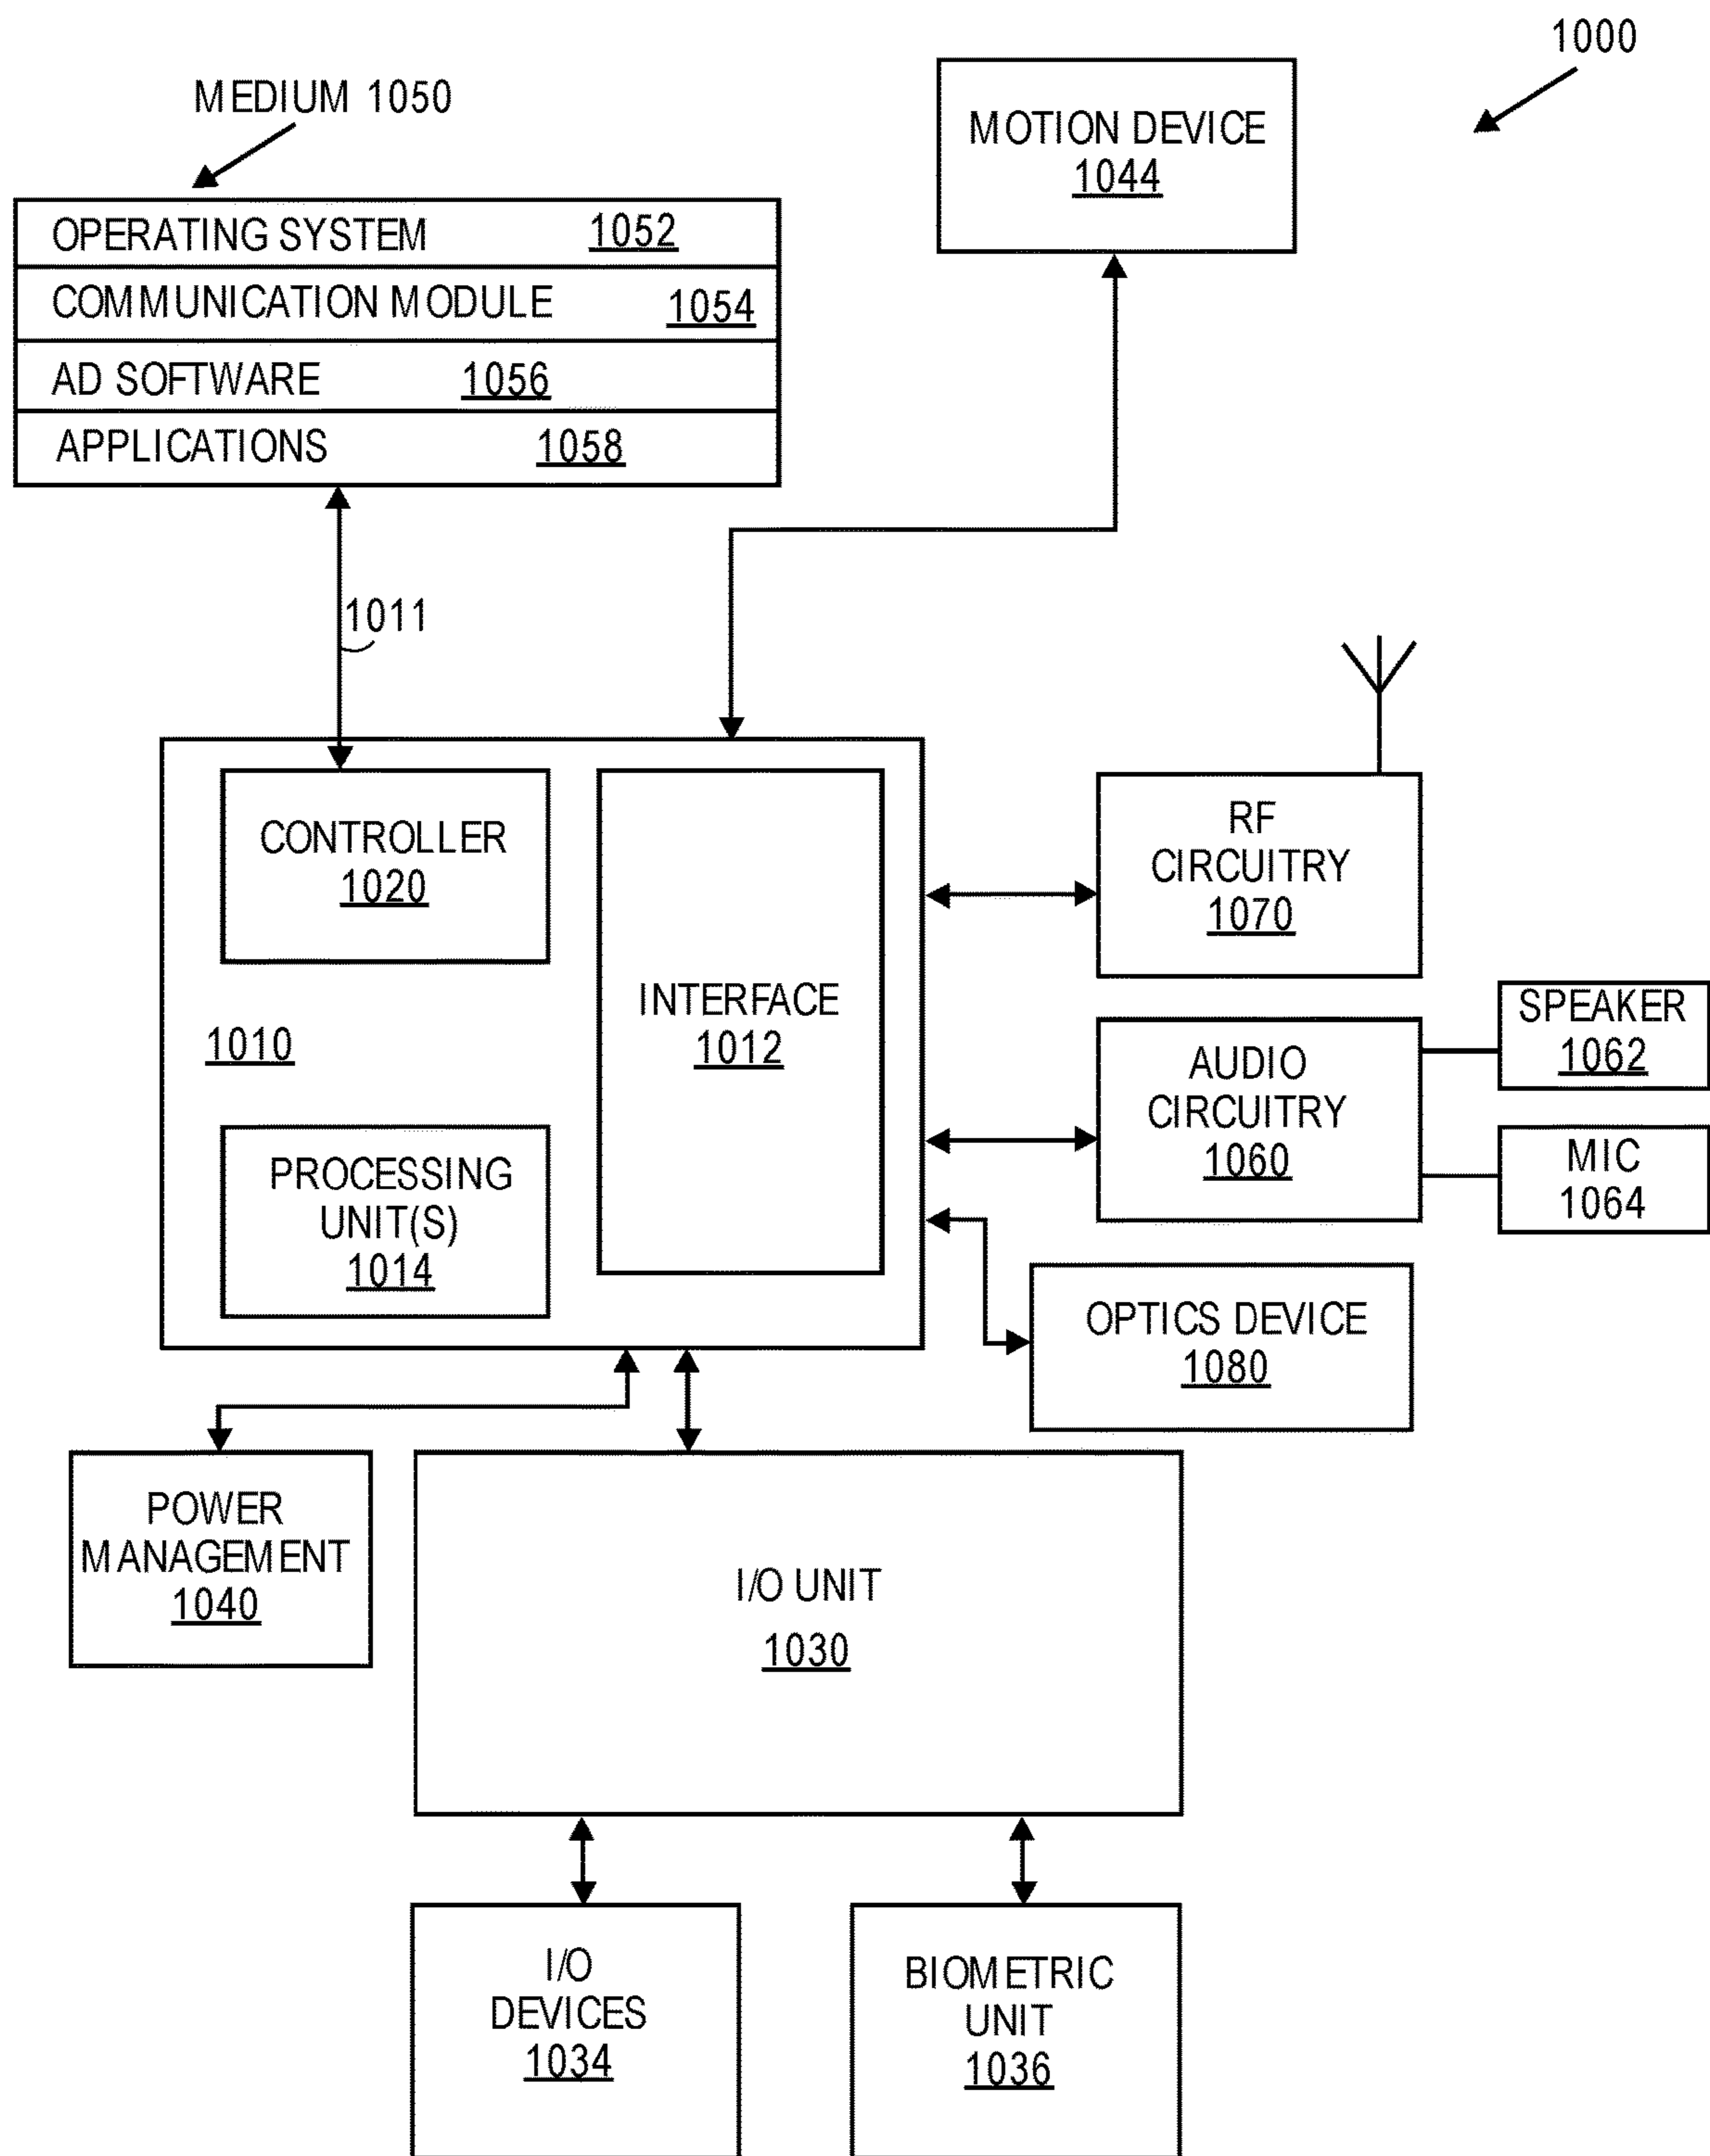 1000
MEDIUM 1050
MOTION DEVICE
1044
OPERATING SYSTEM 1052
COMMUNICATION MODULE 1054
AD SOFTWARE 1056
APPLICATIONS 1058
1011
CONTROLLER
1020
INTERFACE
1012
1010
PROCESSING
UNIT(S)
1014
RF
CIRCUITRY
1070
AUDIO
CIRCUITRY
1060
SPEAKER
1062
MIC
1064
OPTICS DEVICE
1080
POWER
MANAGEMENT
1040
I/O UNIT
1030
I/O
DEVICES
1034
BIOMETRIC
UNIT
1036